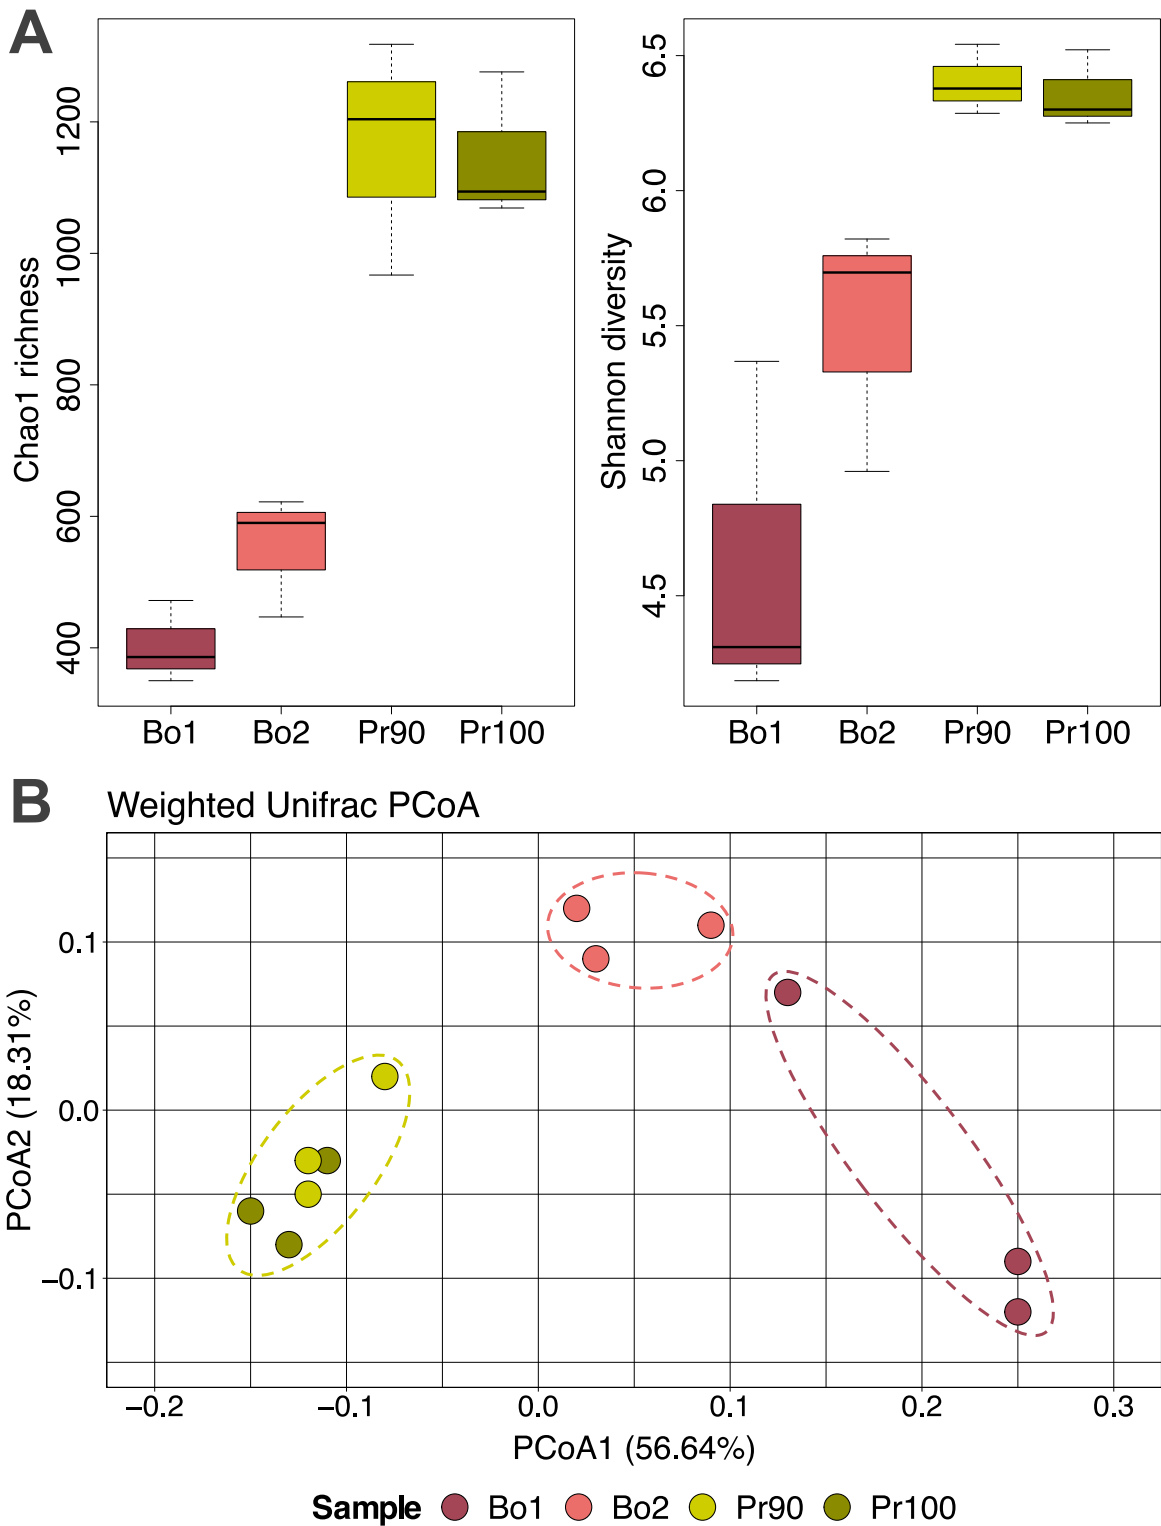 A
Chao1 richness
1200
1000
800
600
400
Bo1 Bo2 Pr90 Pr100
Shannon diversity
6.5
6.0
5.5
5.0
4.5
Bo1 Bo2 Pr90 Pr100
B
Weighted Unifrac PCoA
PCoA2 (18.31%)
0.1
0.0
−0.1
−0.2 −0.1 0.0 0.1 0.2 0.3
PCoA1 (56.64%)
Sample Bo1 Bo2 Pr90 Pr100